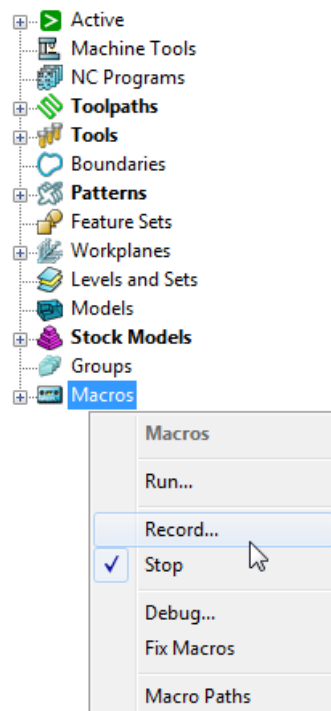 Active
Machine Tools
NC Programs
Toolpaths
Tools
Boundaries
Patterns
Feature Sets
Workplanes
Levels and Sets
Models
Stock Models
Groups
Macros
Macros
Run...
Record...
Stop
Debug...
Fix Macros
Macro Paths